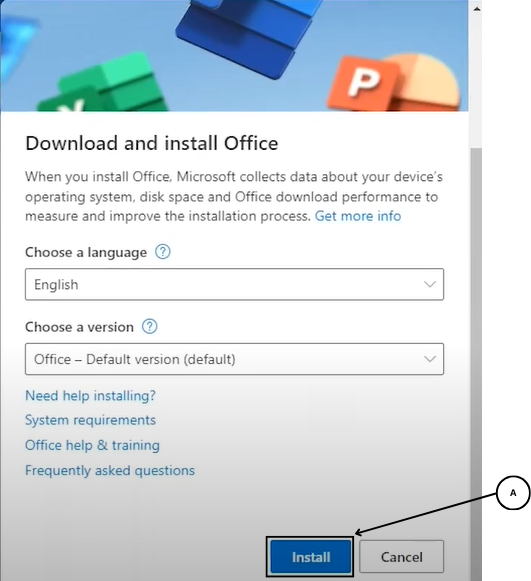 X
P
Download and install Office
When you install Office, Microsoft collects data about your device's
operating system, disk space and Office download performance to
measure and improve the installation process. Get more info
Choose a language ?
English
Choose a version ?
Office – Default version (default)
Need help installing?
System requirements
Office help & training
Frequently asked questions
A
Install Cancel